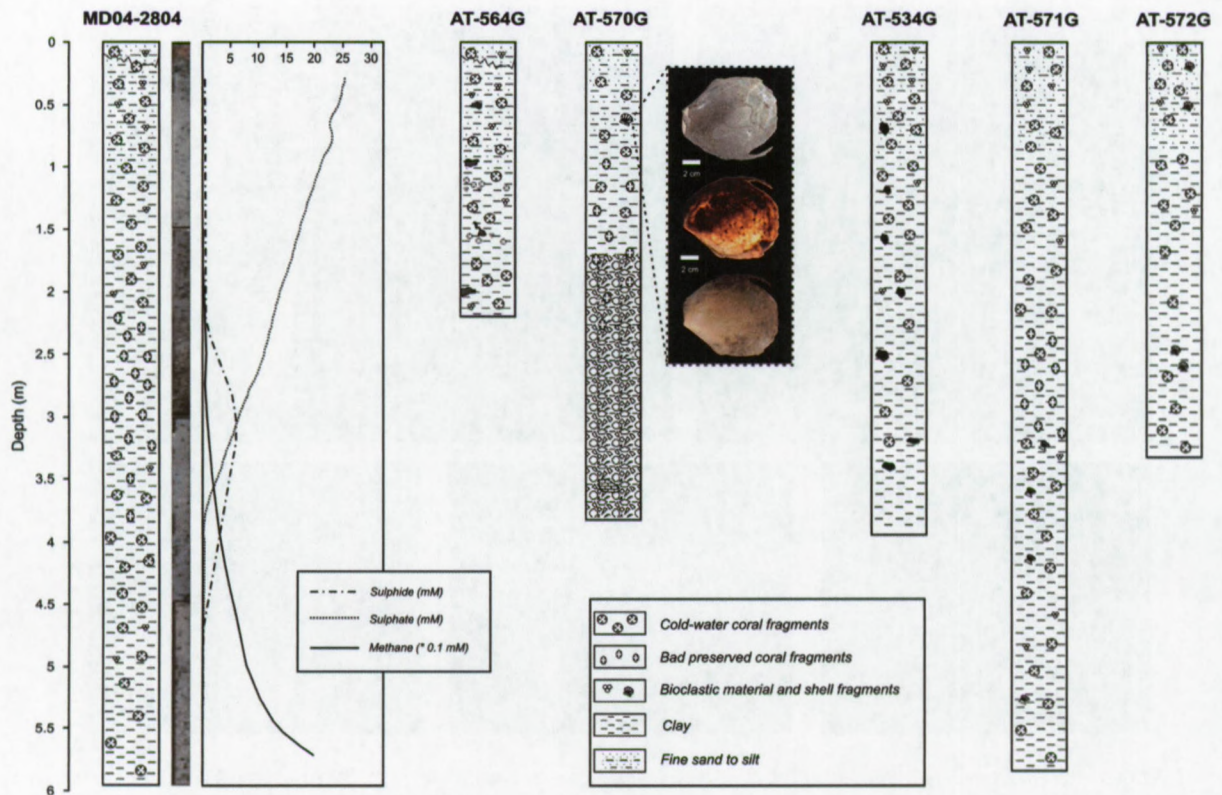 MD04-2804
AT-564G
AT-570G
AT-534G
AT-571G
AT-572G
5 10 15 20 25 30
Depth (m)
0
0.5
1
1.5
2
2.5
3
3.5
4
4.5
5
5.5
6
2 cm
2 cm
Sulphide (mM)
Sulphate (mM)
Methane (* 0.1 mM)
Cold-water coral fragments
Bad preserved coral fragments
Bioclastic material and shell fragments
Clay
Fine sand to silt